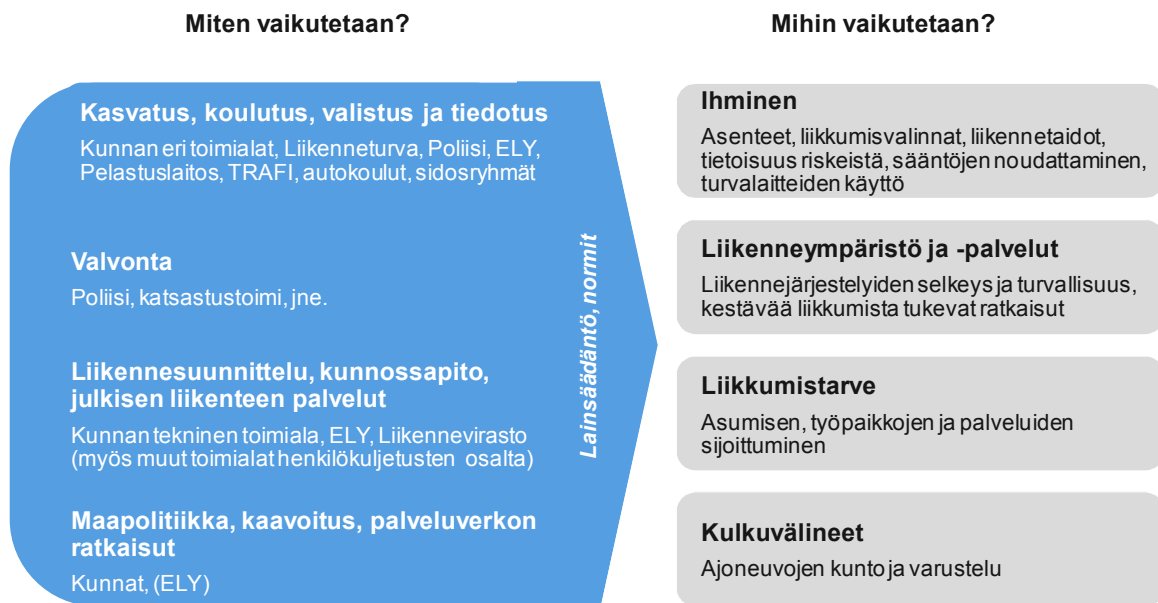 Miten vaikutetaan?
Kasvatus, koulutus, valistus ja tiedotus
Kunnan eri toimialat, Liikenneturva, Poliisi, ELY,
Pelastuslaitos, TRAFI, autokoulut, sidosryhmät
Valvonta
Poliisi, katsastustoimi, jne.
Liikennesuunnittelu, kunnossapito,
julkisen liikenteen palvelut
Kunnan tekninen toimiala, ELY, Liikennevirasto
(myös muut toimialat henkilökuljetusten osalta)
Maapolitiikka, kaavoitus, palveluverkon
ratkaisut
Kunnat, (ELY)
Lainsäädäntö, normit
Mihin vaikutetaan?
Ihminen
Asenteet, liikkumisvalinnat, liikennetaidot,
tietoisuus riskeistä, sääntöjen noudattaminen,
turvalaitteiden käyttö
Liikenneympäristö ja -palvelut
Liikennejärjestelyiden selkeys ja turvallisuus,
kestävää liikkumista tukevat ratkaisut
Liikkumistarve
Asumisen, työpaikkojen ja palveluiden
sijoittuminen
Kulkuvälineet
Ajoneuvojen kunto ja varustelu